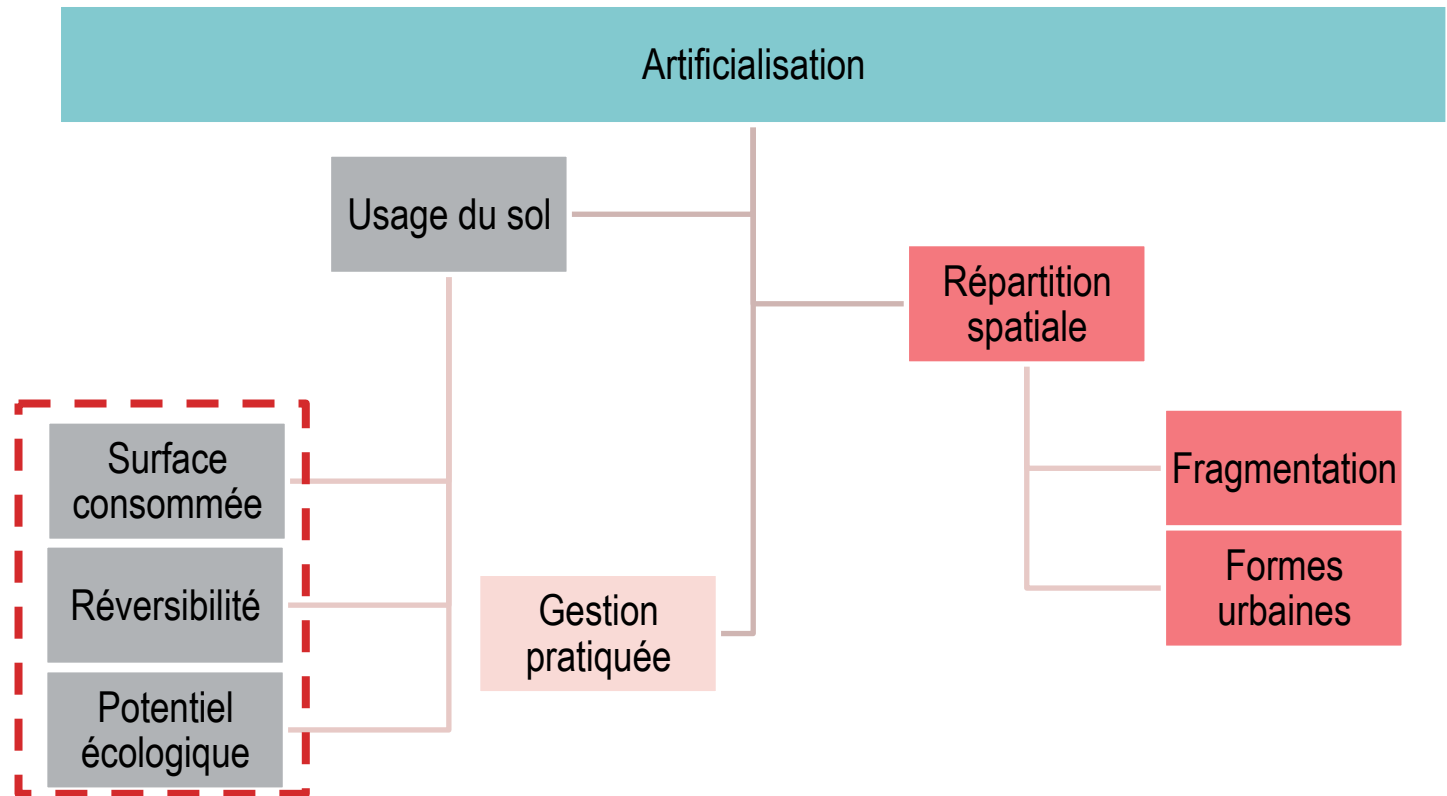 Artificialisation
Usage du sol
Répartition
spatiale
Surface
consommée
Fragmentation
Réversibilité
Formes
urbaines
Gestion
pratiquée
Potentiel
écologique